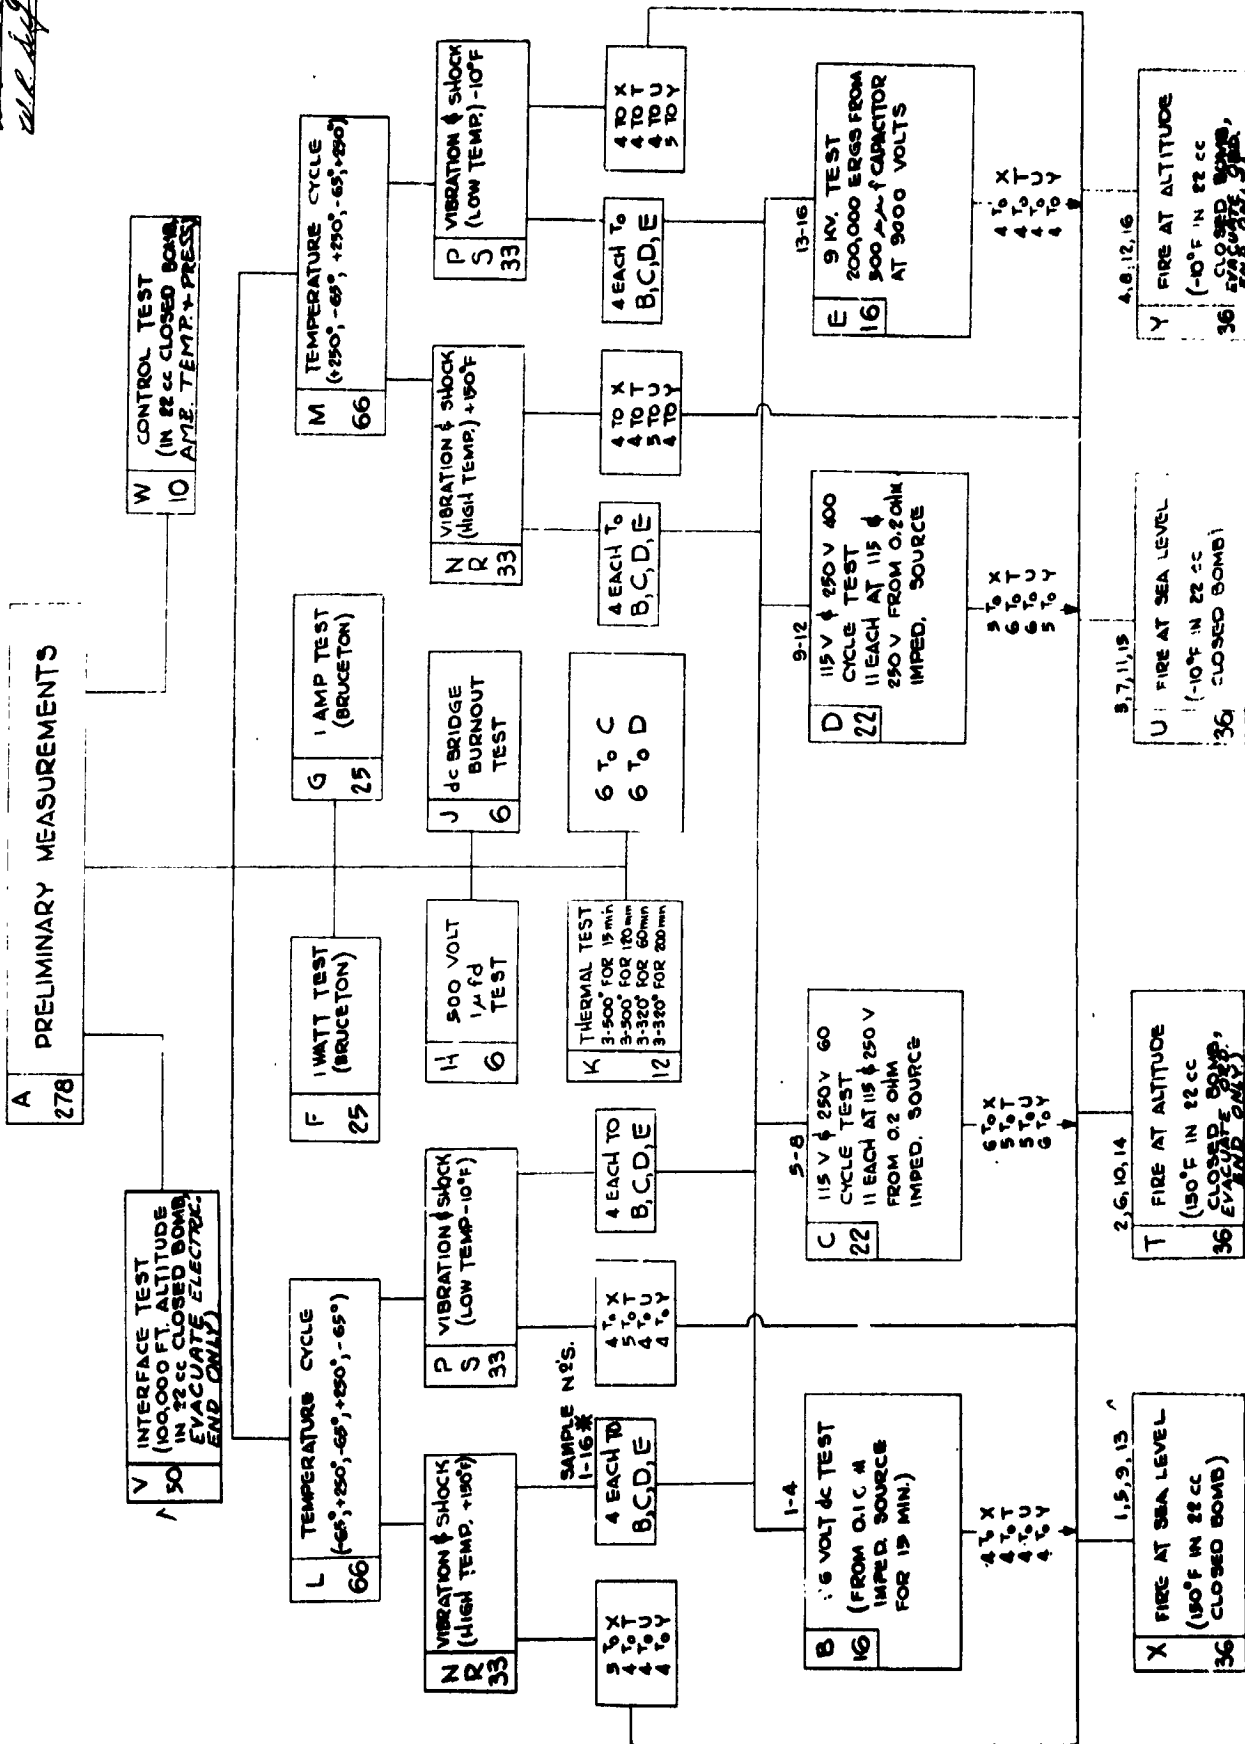 A
278
PRELIMINARY MEASUREMENTS
V
50
INTERFACE TEST
(100,000 FT. ALTITUDE
IN 22 cc CLOSED BOMB,
EVACUATE ELECTRIC.
END ONLY)
W
10
CONTROL TEST
(IN 22 cc CLOSED BOMB,
AMB. TEMP. + PRESS)
L
66
TEMPERATURE CYCLE
(-65°, +250°, -65°, +250°, -65°)
F
25
1 WATT TEST
(BRUCETON)
G
25
1 AMP TEST
(BRUCETON)
M
66
TEMPERATURE CYCLE
(+250°, -65°, +250°, -65°, +250°)
N
R
33
VIBRATION & SHOCK
(HIGH TEMP. +150°F)
P
S
33
VIBRATION & SHOCK
(LOW TEMP -10°F)
H
6
500 VOLT
1 μfd
TEST
J
6
dc BRIDGE
BURNOUT
TEST
N
R
33
VIBRATION & SHOCK
(HIGH TEMP.) +150°F
P
S
33
VIBRATION & SHOCK
(LOW TEMP.) -10°F
SAMPLE Nº'S.
1-16*
5 TO X
4 TO T
4 TO U
4 TO Y
4 EACH TO
B, C, D, E
4 TO X
5 TO T
4 TO U
4 TO Y
4 EACH TO
B, C, D, E
K
12
THERMAL TEST
3-500° FOR 15 min
3-500° FOR 120 min
3-320° FOR 60 min
3-320° FOR 200 min
6 TO C
6 TO D
4 EACH TO
B, C, D, E
4 TO X
4 TO T
5 TO U
4 TO Y
4 EACH TO
B, C, D, E
4 TO X
4 TO T
4 TO U
5 TO Y
1-4
B
16
6 VOLT dc TEST
(FROM 0.1
IMPED. SOURCE
FOR 15 MIN.)
5-8
C
22
115 V & 250 V 60
CYCLE TEST
11 EACH AT 115 & 250 V
FROM 0.2 OHM
IMPED. SOURCE
9-12
D
22
115 V & 250 V 400
CYCLE TEST
11 EACH AT 115 &
250 V FROM 0.2 OHM
IMPED. SOURCE
13-16
E
16
9 KV. TEST
200,000 ERGS FROM
500 μμf CAPACITOR
AT 9000 VOLTS
4 TO X
4 TO T
4 TO U
4 TO Y
6 TO X
5 TO T
5 TO U
6 TO Y
5 TO X
6 TO T
6 TO U
5 TO Y
4 TO X
4 TO T
4 TO U
4 TO Y
1, 5, 9, 13
X
36
FIRE AT SEA LEVEL
(150°F IN 22 cc
CLOSED BOMB)
2, 6, 10, 14
T
36
FIRE AT ALTITUDE
(150°F IN 22 cc
CLOSED BOMB,
EVACUATE ORD.
END ONLY)
3, 7, 11, 15
U
36
FIRE AT SEA LEVEL
(-10°F IN 22 cc
CLOSED BOMB)
4, 8, 12, 16
Y
36
FIRE AT ALTITUDE
(-10°F IN 22 cc
CLOSED BOMB,
EVACUATE ORD.